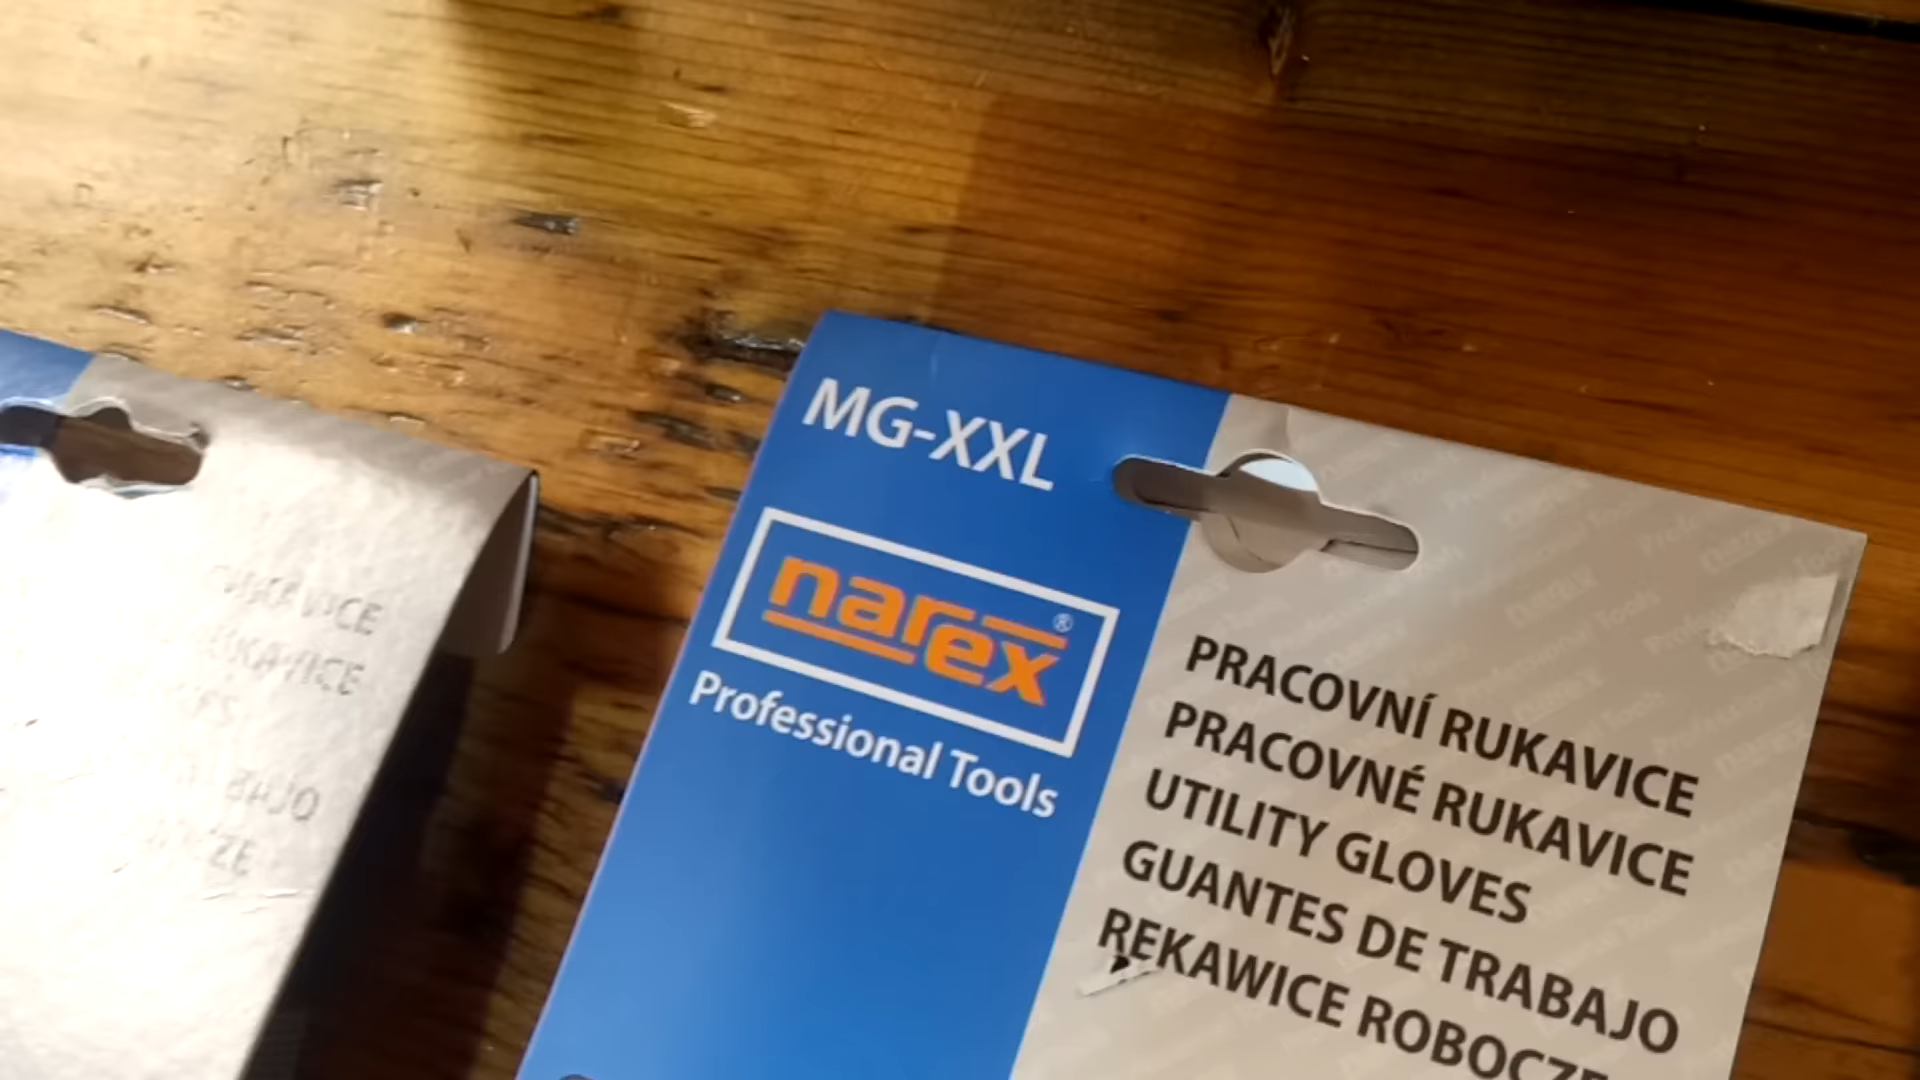 MG-XXL
narex®
Professional Tools
PRACOVNÍ RUKAVICE
PRACOVNÉ RUKAVICE
UTILITY GLOVES
GUANTES DE TRABAJO
REKAWICE ROBOCZE